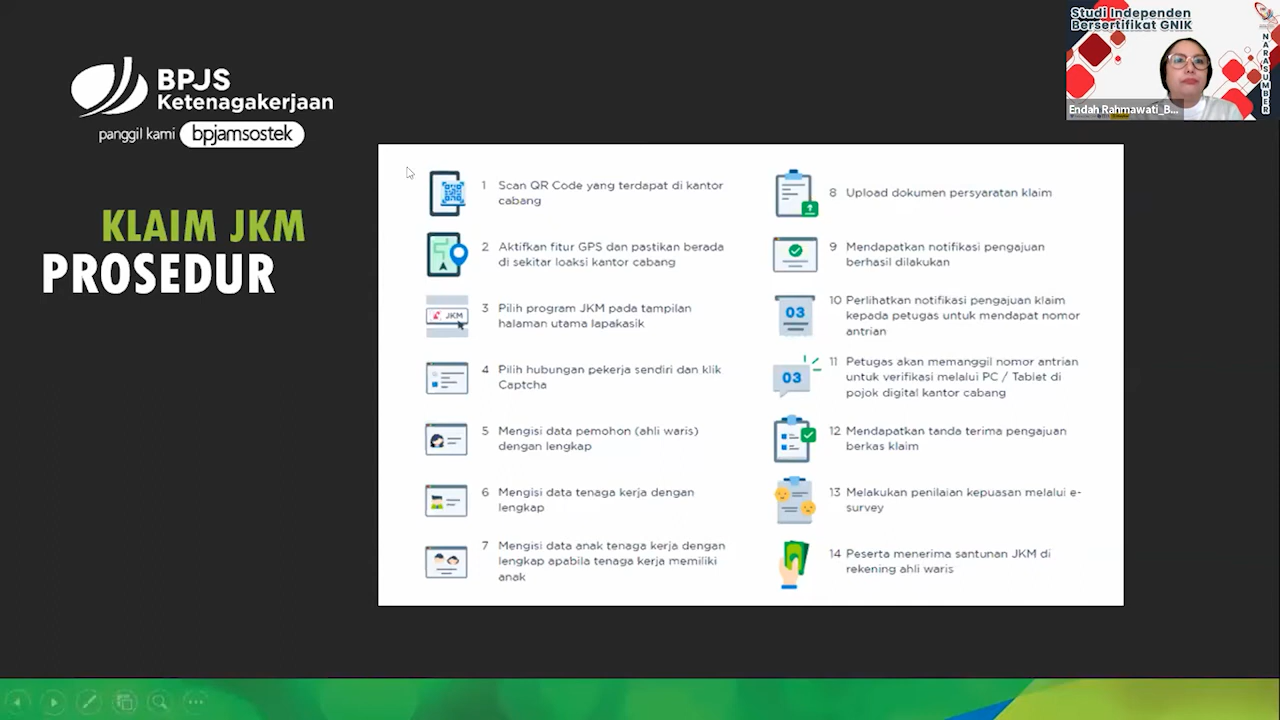 BPJS
Ketenagakerjaan
panggil kami bpjamsostek
KLAIM JKM
PROSEDUR
1 Scan QR Code yang terdapat di kantor
cabang
2 Aktifkan fitur GPS dan pastikan berada
di sekitar loaksi kantor cabang
JKM
3 Pilih program JKM pada tampilan
halaman utama lapakasik
4 Pilih hubungan pekerja sendiri dan klik
Captcha
5 Mengisi data pemohon (ahli waris)
dengan lengkap
6 Mengisi data tenaga kerja dengan
lengkap
7 Mengisi data anak tenaga kerja dengan
lengkap apabila tenaga kerja memiliki
anak
8 Upload dokumen persyaratan klaim
9 Mendapatkan notifikasi pengajuan
berhasil dilakukan
03
10 Perlihatkan notifikasi pengajuan klaim
kepada petugas untuk mendapat nomor
antrian
03
11 Petugas akan memanggil nomor antrian
untuk verifikasi melalui PC / Tablet di
pojok digital kantor cabang
12 Mendapatkan tanda terima pengajuan
berkas klaim
13 Melakukan penilaian kepuasan melalui e-
survey
14 Peserta menerima santunan JKM di
rekening ahli waris
Studi Independen
Bersertifikat GNIK
NARASUMBER
Endah Rahmawati_B...